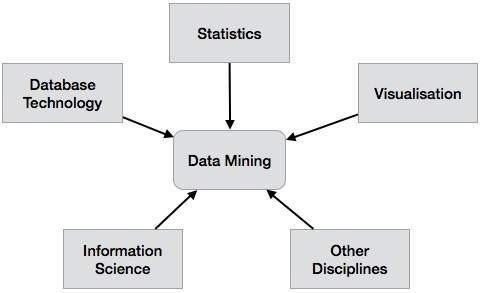 Statistics
Database
Technology
Visualisation
Data Mining
Information
Science
Other
Disciplines